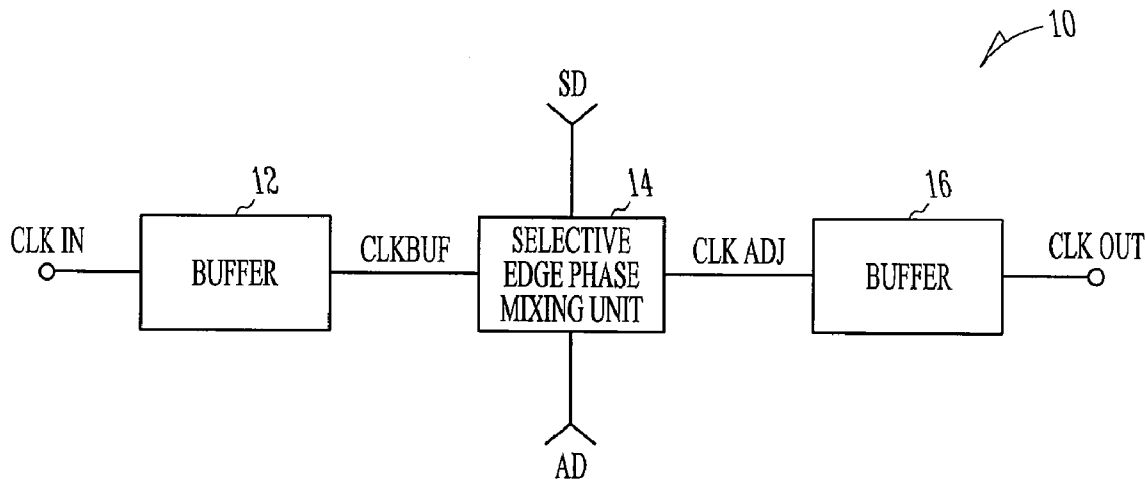 10
SD
12
14
16
CLK IN
BUFFER
CLKBUF
SELECTIVE
EDGE PHASE
MIXING UNIT
CLK ADJ
BUFFER
CLK OUT
AD